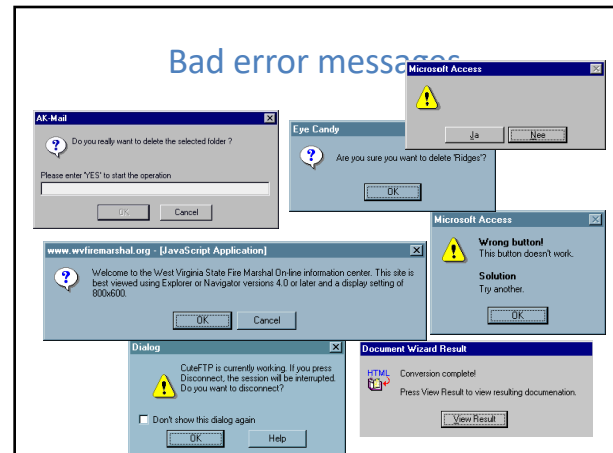 Bad error messages
Microsoft Access
Ja
Nee
AK-Mail
Do you really want to delete the selected folder ?
Please enter 'YES' to start the operation
OK
Cancel
Eye Candy
Are you sure you want to delete 'Ridges'?
OK
Microsoft Access
Wrong button!
This button doesn't work.
Solution
Try another.
OK
www.wvfiremarshal.org - [JavaScript Application]
Welcome to the West Virginia State Fire Marshal On-line information center. This site is
best viewed using Explorer or Navigator versions 4.0 or later and a display setting of
800x600.
OK
Cancel
Dialog
CuteFTP is currently working. If you press
Disconnect, the session will be interrupted.
Do you want to disconnect?
Don't show this dialog again
OK
Help
Document Wizard Result
HTML
Conversion complete!
Press View Result to view resulting documenation.
View Result